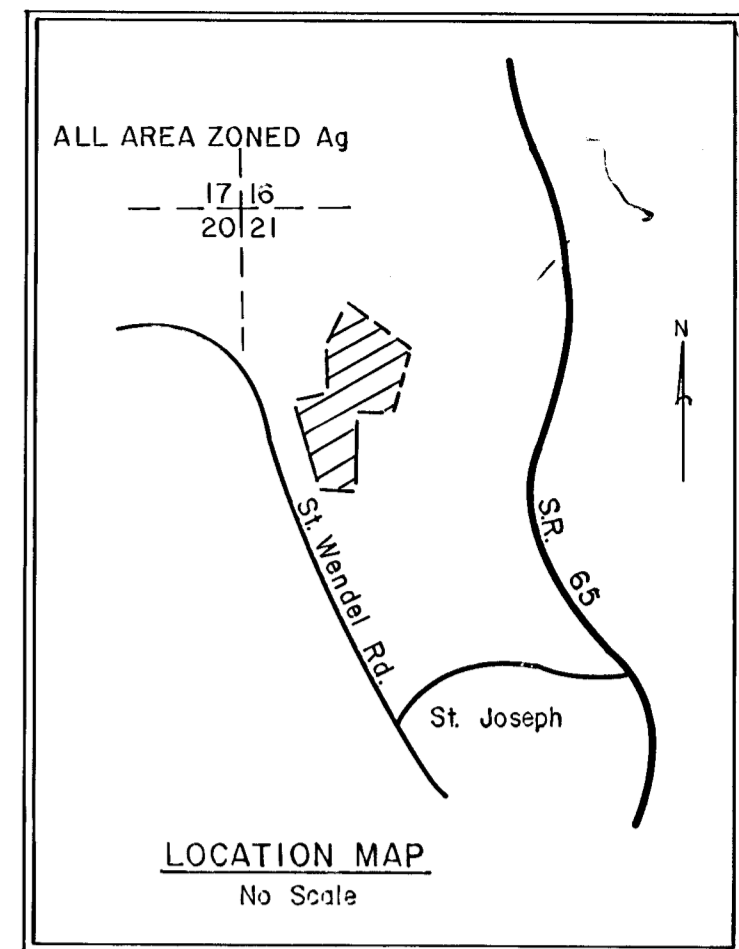 ALL AREA ZONED Ag
17 16
20 21
N
St. Wendel Rd.
S.R. 65
St. Joseph
LOCATION MAP
No Scale